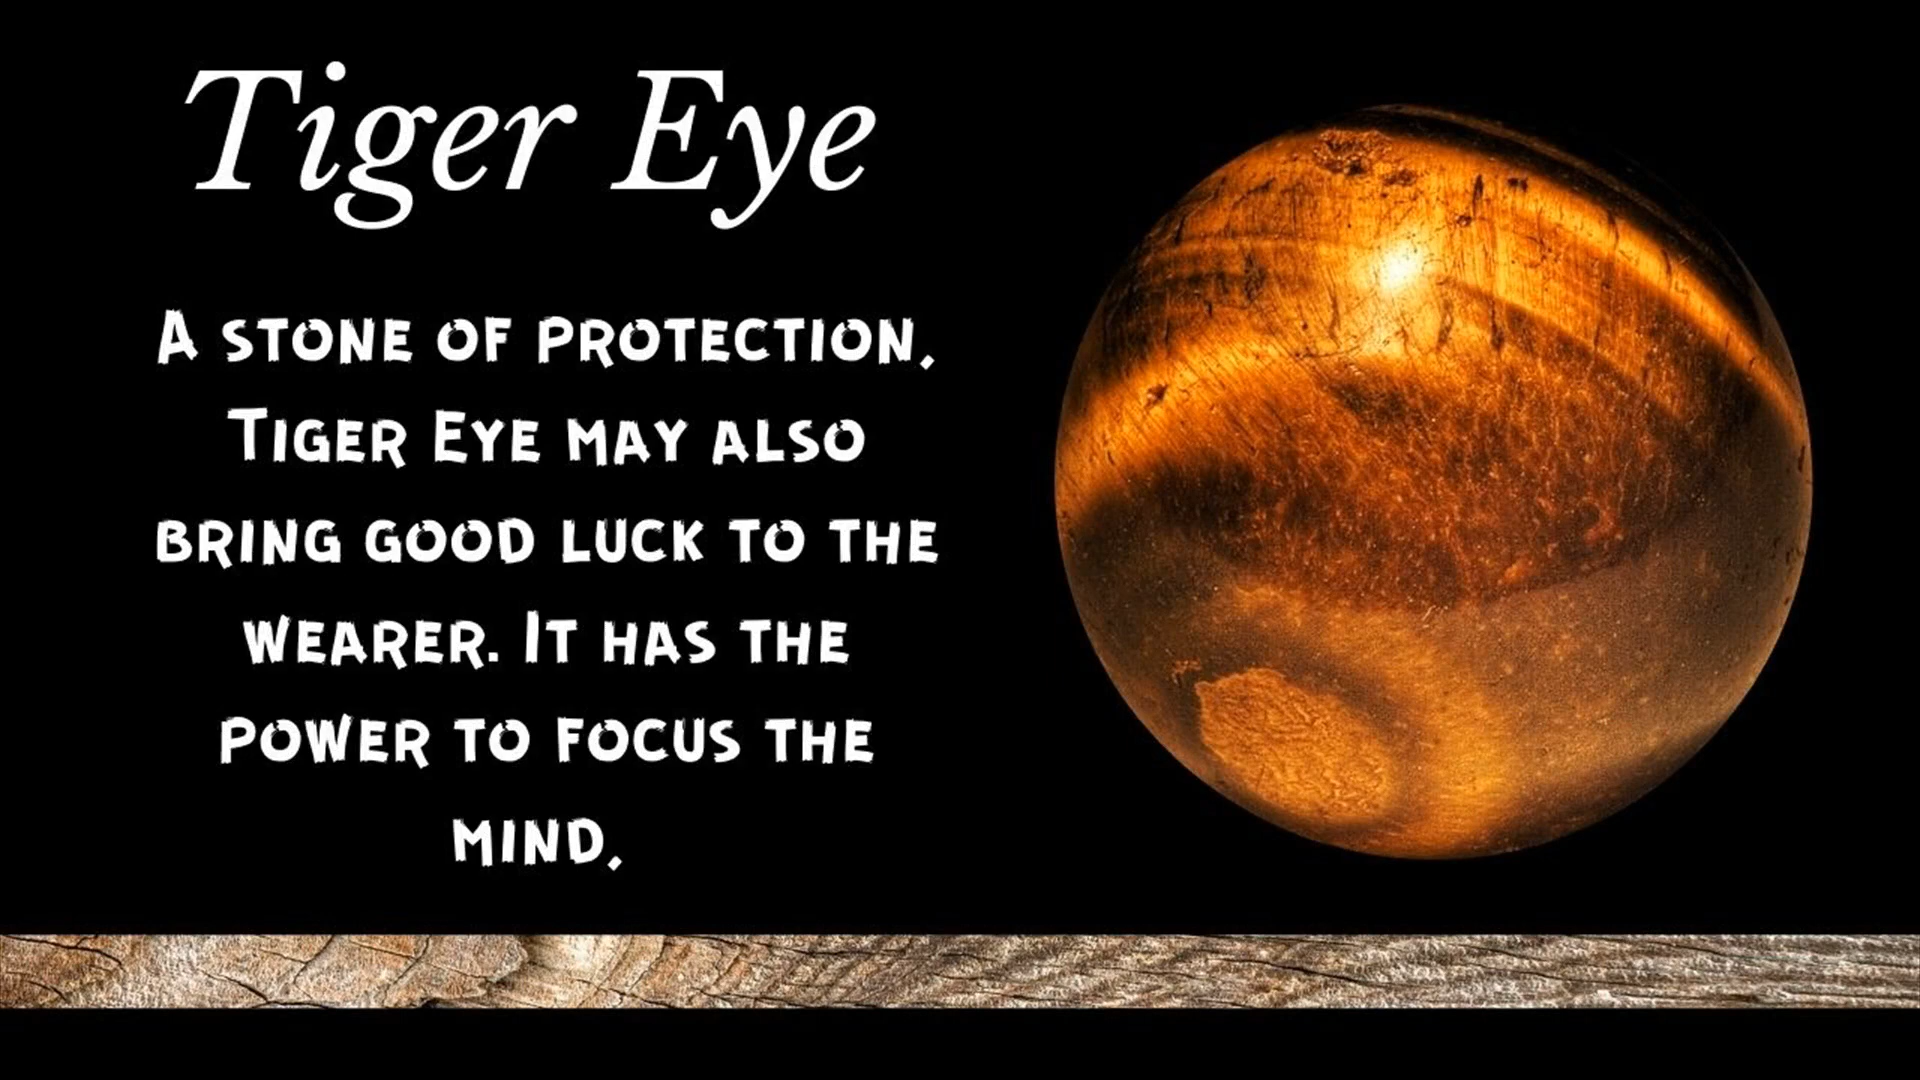 Tiger Eye
A stone of protection.
Tiger Eye may also
bring good luck to the
wearer. It has the
power to focus the
mind.